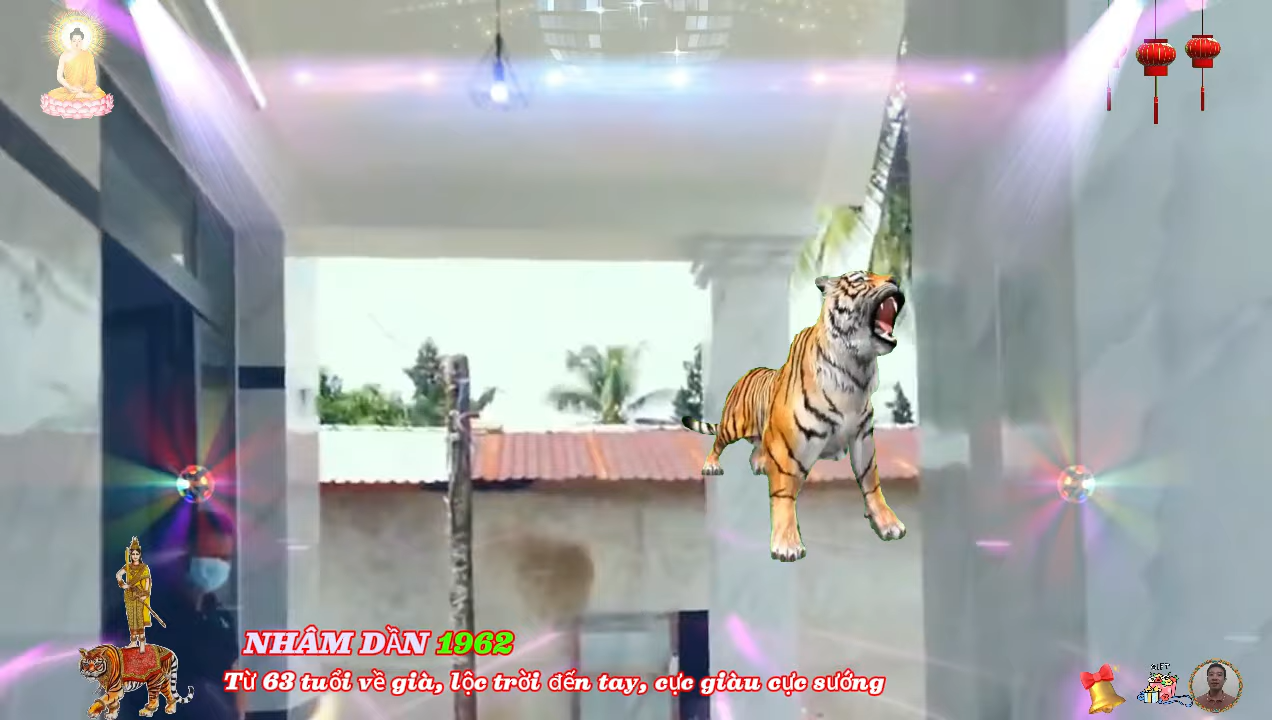 NHÂM DẦN 1962
Từ 63 tuổi về già, lộc trời đến tay, cực giàu cực sướng